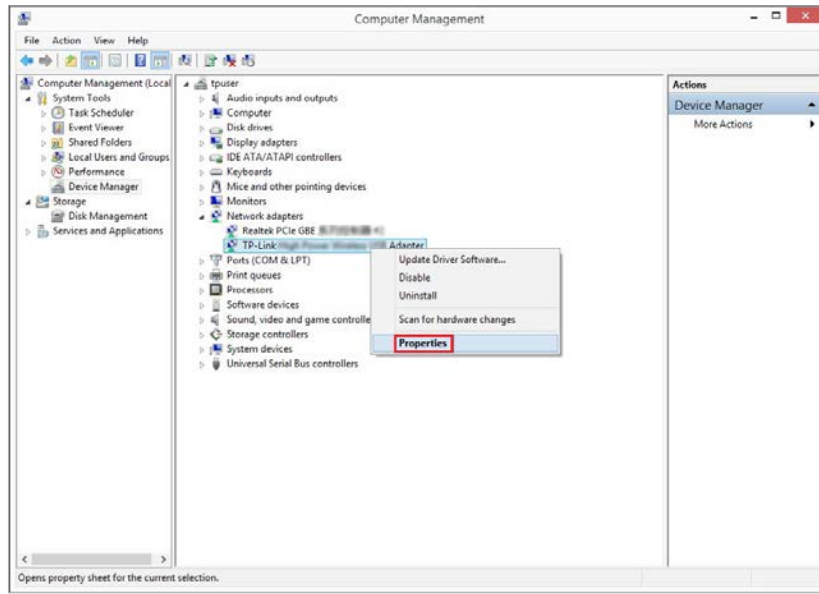 Computer Management
File Action View Help
Computer Management (Local
System Tools
Task Scheduler
Event Viewer
Shared Folders
Local Users and Groups
Performance
Device Manager
Storage
Disk Management
Services and Applications
tpuser
Audio inputs and outputs
Computer
Disk drives
Display adapters
IDE ATA/ATAPI controllers
Keyboards
Mice and other pointing devices
Monitors
Network adapters
Realtek PCIe GBE
TP-Link Adapter
Ports (COM & LPT)
Print queues
Processors
Software devices
Sound, video and game controlle
Storage controllers
System devices
Universal Serial Bus controllers
Update Driver Software...
Disable
Uninstall
Scan for hardware changes
Properties
Actions
Device Manager
More Actions
Opens property sheet for the current selection.